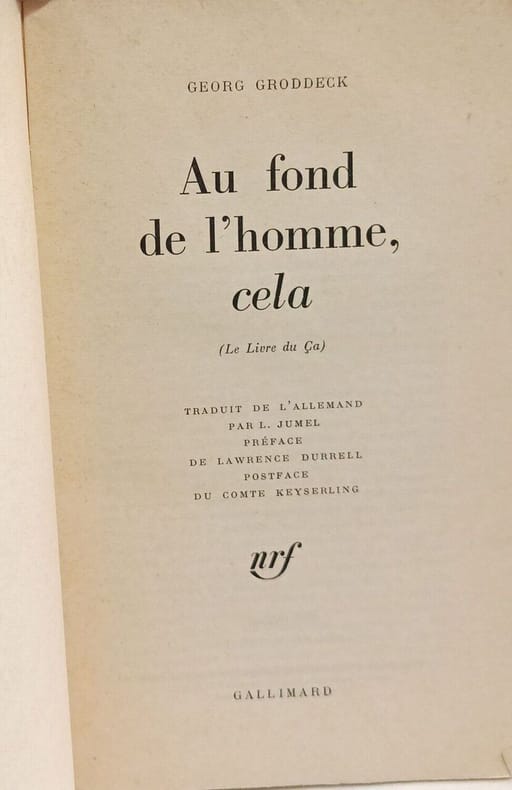 GEORG GRODDECK
Au fond
de l'homme,
cela
(Le Livre du Ça)
TRADUIT DE L'ALLEMAND
PAR L. JUMEL
PRÉFACE
DE LAWRENCE DURRELL
POSTFACE
DU COMTE KEYSERLING
nrf
GALLIMARD